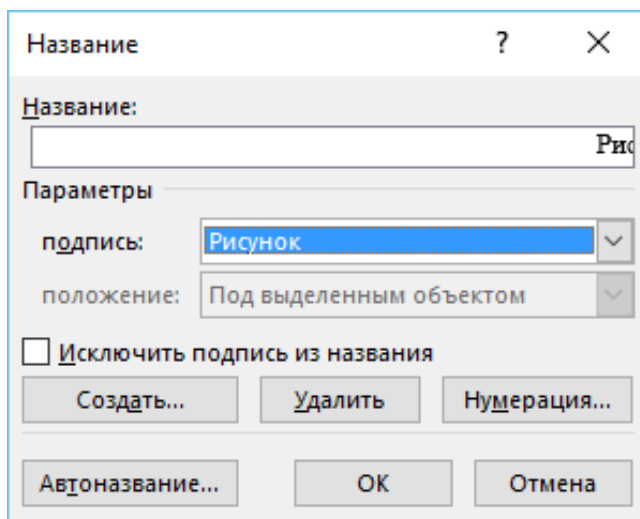 Название
Название:
Рис
Параметры
подпись: Рисунок
положение: Под выделенным объектом
Исключить подпись из названия
Создать... Удалить Нумерация...
Автоназвание... ОК Отмена